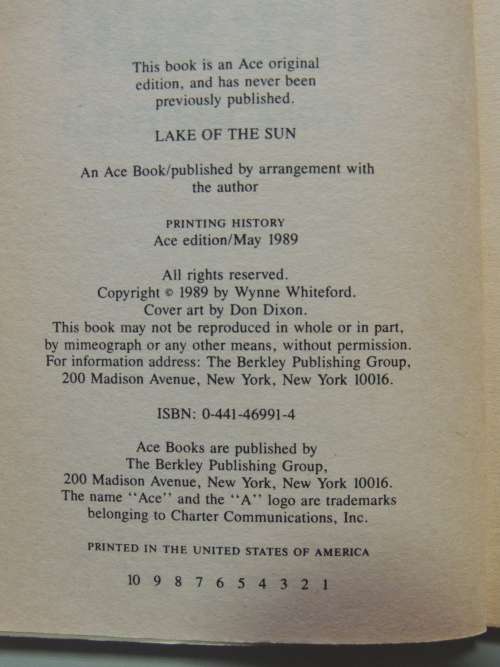 This book is an Ace original
edition, and has never been
previously published.
LAKE OF THE SUN
An Ace Book/published by arrangement with
the author
PRINTING HISTORY
Ace edition/May 1989
All rights reserved.
Copyright © 1989 by Wynne Whiteford.
Cover art by Don Dixon.
This book may not be reproduced in whole or in part,
by mimeograph or any other means, without permission.
For information address: The Berkley Publishing Group,
200 Madison Avenue, New York, New York 10016.
ISBN: 0-441-46991-4
Ace Books are published by
The Berkley Publishing Group,
200 Madison Avenue, New York, New York 10016.
The name "Ace" and the "A" logo are trademarks
belonging to Charter Communications, Inc.
PRINTED IN THE UNITED STATES OF AMERICA
10 9 8 7 6 5 4 3 2 1